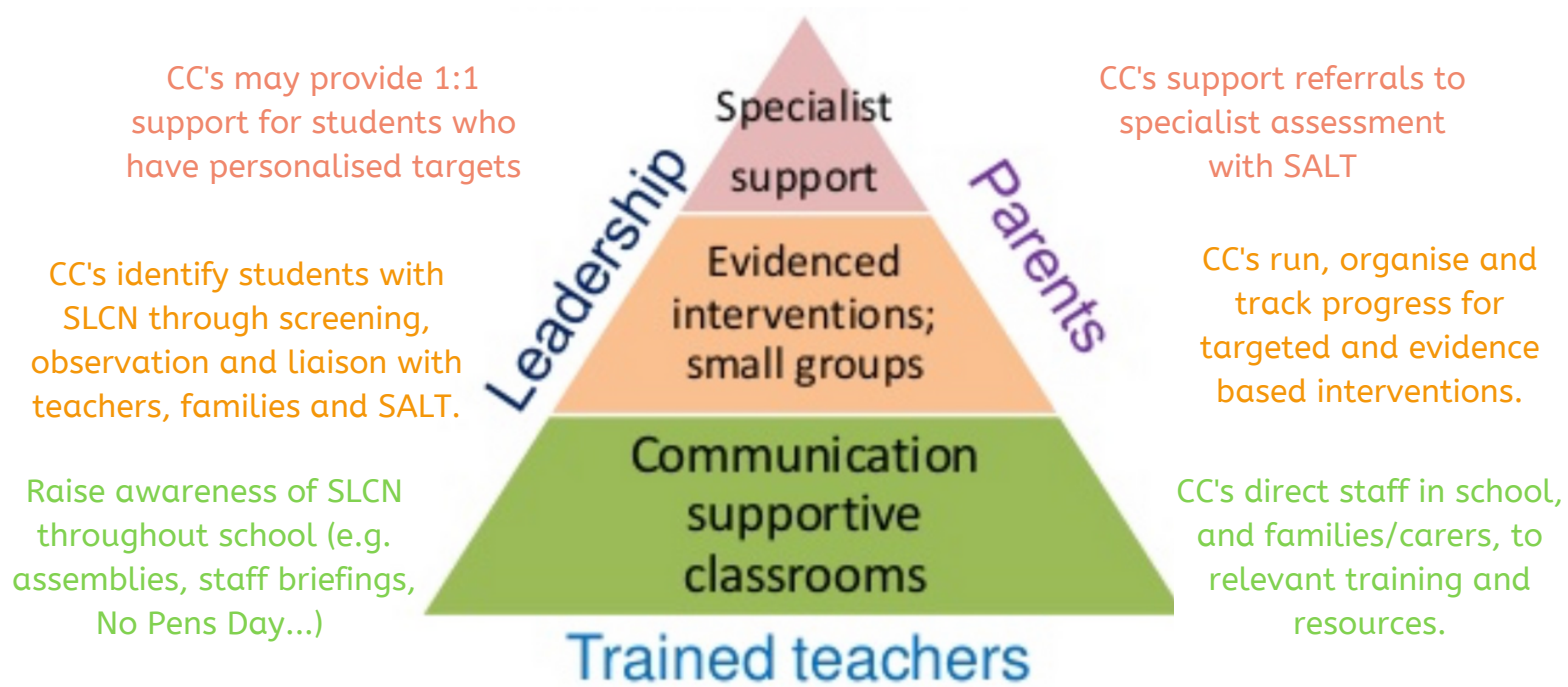 CC's may provide 1:1
support for students who
have personalised targets
Specialist
support
CC's support referrals to
specialist assessment
with SALT
Leadership
Parents
CC's identify students with
SLCN through screening,
observation and liaison with
teachers, families and SALT.
Evidenced
interventions;
small groups
CC's run, organise and
track progress for
targeted and evidence
based interventions.
Raise awareness of SLCN
throughout school (e.g.
assemblies, staff briefings,
No Pens Day...)
Communication
supportive
classrooms
CC's direct staff in school,
and families/carers, to
relevant training and
resources.
Trained teachers